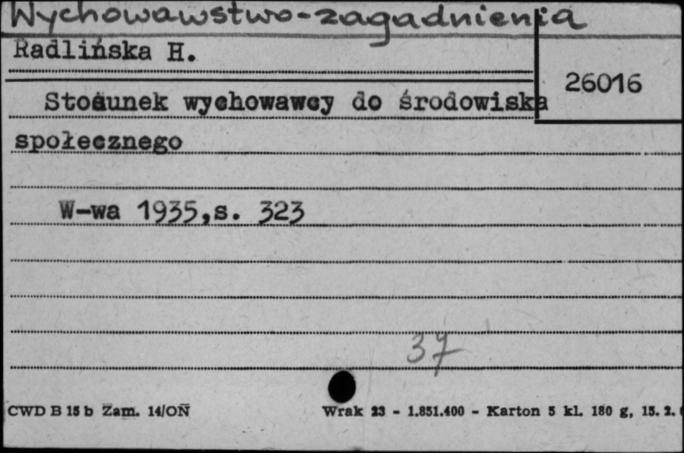 Wychowawstwo-zagadnienia
Radlińska H.
26016
Stosunek wychowawcy do środowiska
społecznego
W-wa 1935,s. 323
37
CWD B 15 b Zam. 14/ON Wrak 23 - 1.851.400 - Karton 5 kl. 180 g, 15. 2.